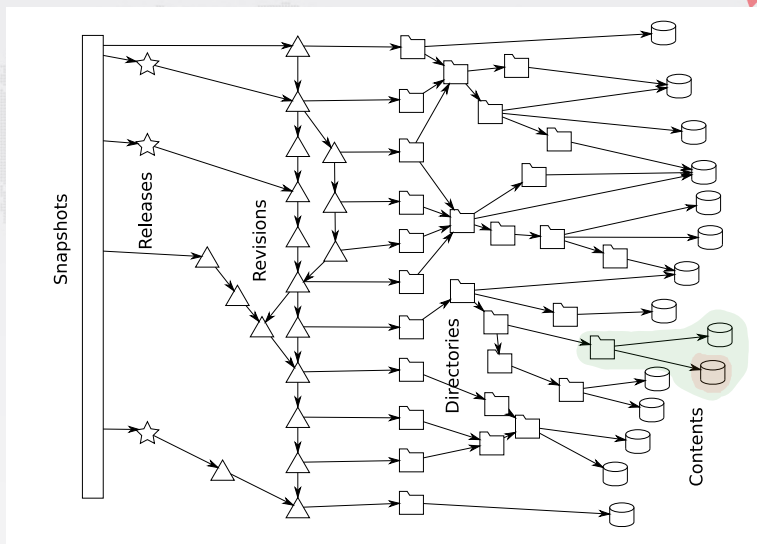 Snapshots
Releases
Revisions
Directories
Contents